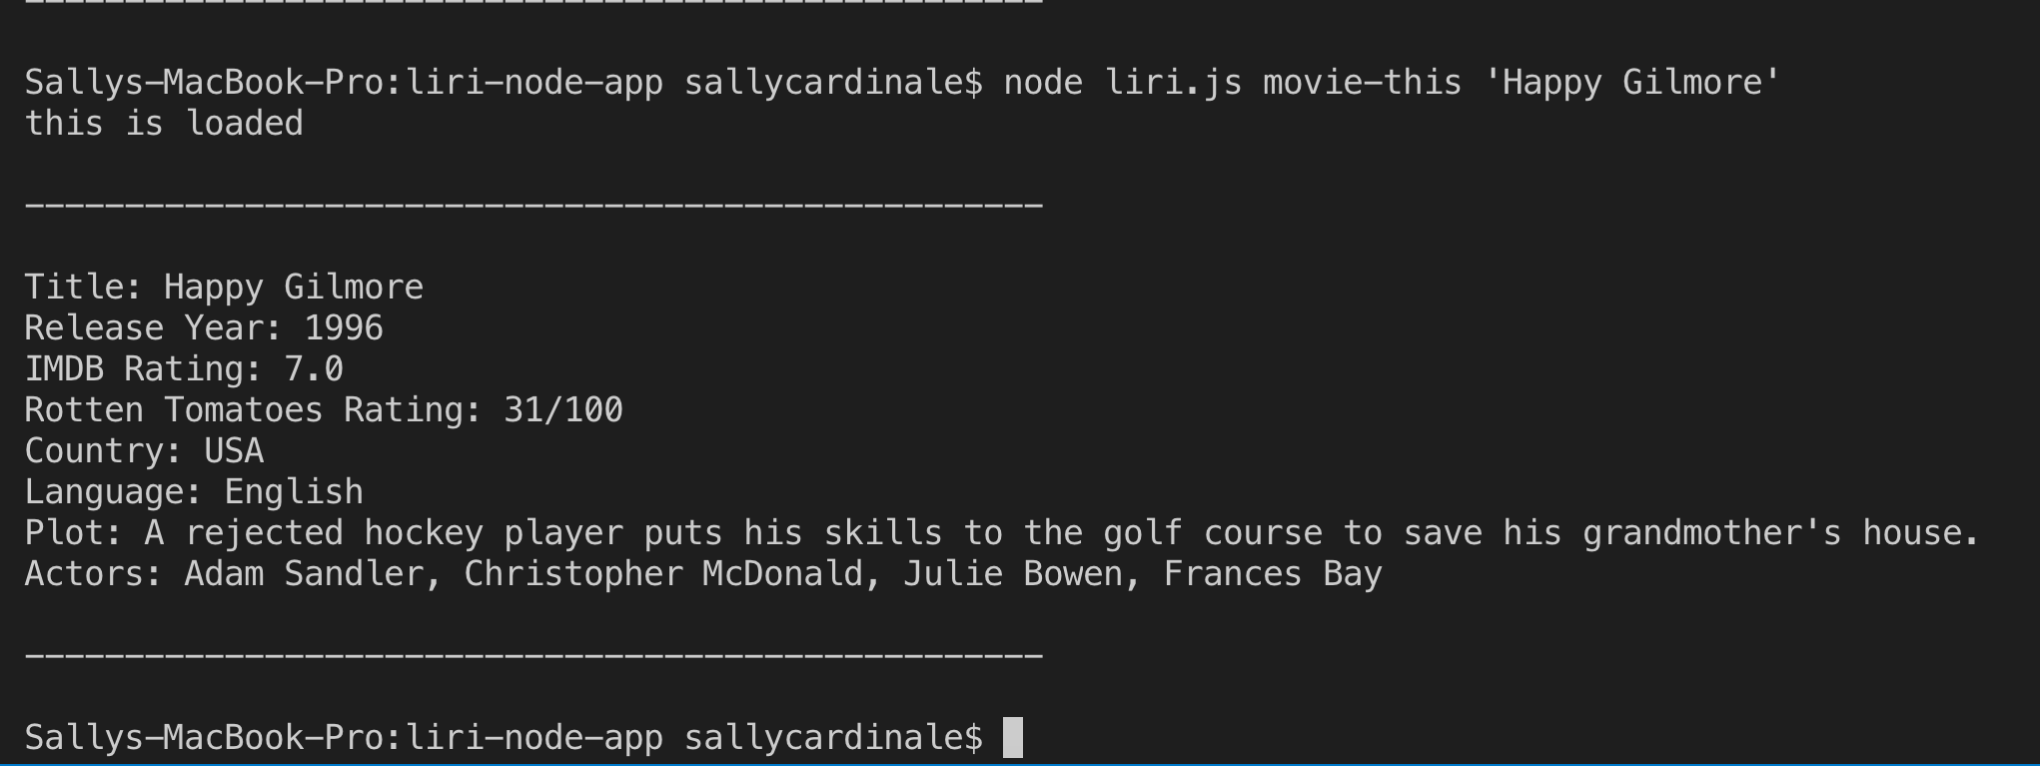 Sallys-MacBook-Pro:liri-node-app sallycardinale$ node liri.js movie-this 'Happy Gilmore'
this is loaded
---------------------------------------------------
Title: Happy Gilmore
Release Year: 1996
IMDB Rating: 7.0
Rotten Tomatoes Rating: 31/100
Country: USA
Language: English
Plot: A rejected hockey player puts his skills to the golf course to save his grandmother's house.
Actors: Adam Sandler, Christopher McDonald, Julie Bowen, Frances Bay
---------------------------------------------------
Sallys-MacBook-Pro:liri-node-app sallycardinale$